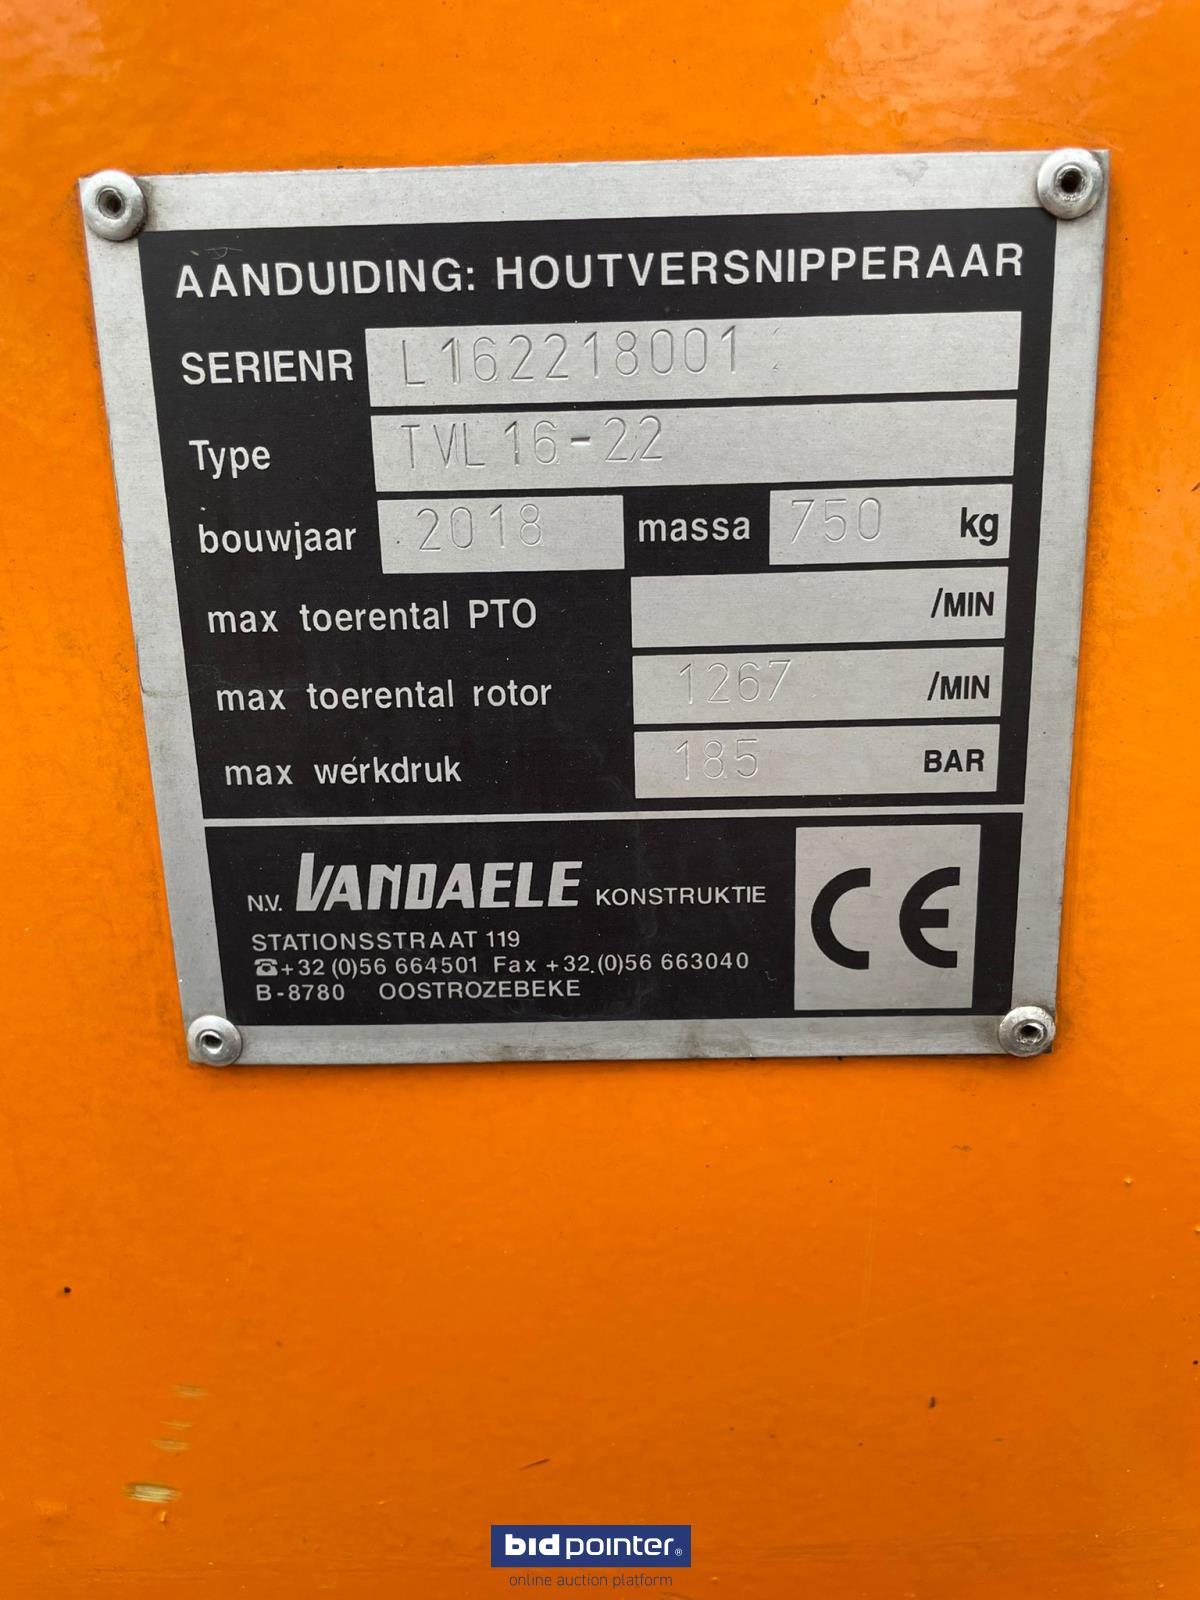 AANDUIDING: HOUTVERSNIPPERAAR
SERIENR L162218001
Type TVL 16-22
bouwjaar 2018 massa 750 kg
max toerental PTO /MIN
max toerental rotor 1267 /MIN
max werkdruk 185 BAR
N.V. VANDAELE KONSTRUKTIE
STATIONSSTRAAT 119
☎+32 (0)56 664501 Fax +32.(0)56 663040
B-8780 OOSTROZEBEKE
CE
bidpointer®
online auction platform